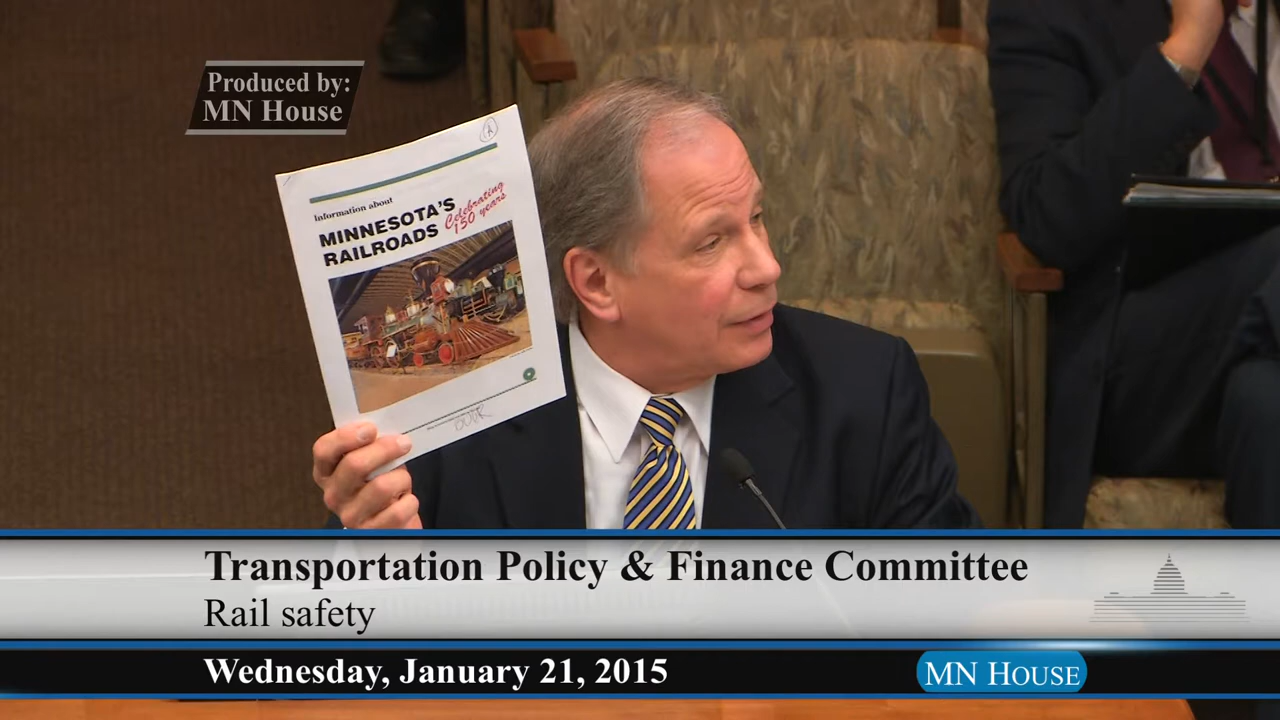 Produced by:
MN House
Information about
MINNESOTA'S
RAILROADS
Celebrating
150 years
Transportation Policy & Finance Committee
Rail safety
Wednesday, January 21, 2015
MN HOUSE